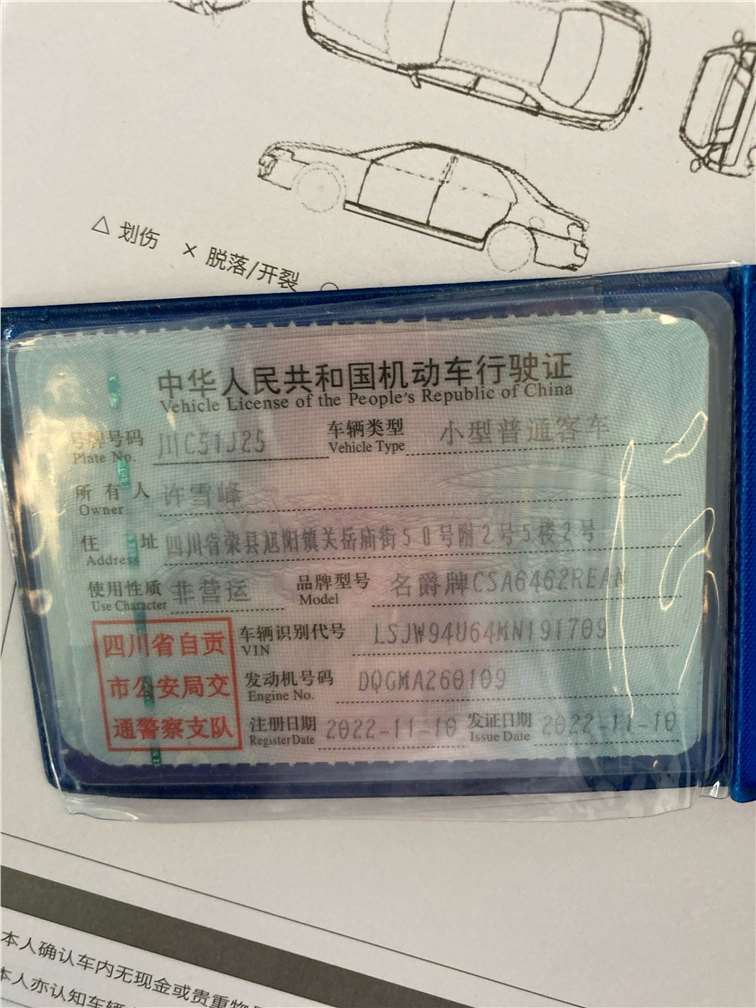 △ 划伤 × 脱落/开裂
中华人民共和国机动车行驶证
Vehicle License of the People's Republic of China
号牌号码 川C51J25 车辆类型 小型普通客车
Plate No. Vehicle Type
所有人 许雪峰
Owner
住址 四川省荣县旭阳镇关岳庙街50号附2号5楼2号
Address
使用性质 非营运 品牌型号 名爵牌CSA6462REAN
Use Character Model
四川省自贡
市公安局交
通警察支队
车辆识别代号 LSJW94U64MN191709
VIN
发动机号码 DQGMA260109
Engine No.
注册日期 2022-11-10 发证日期 2022-11-10
Register Date Issue Date
本人确认车内无现金或贵重物
本人亦认知车辆